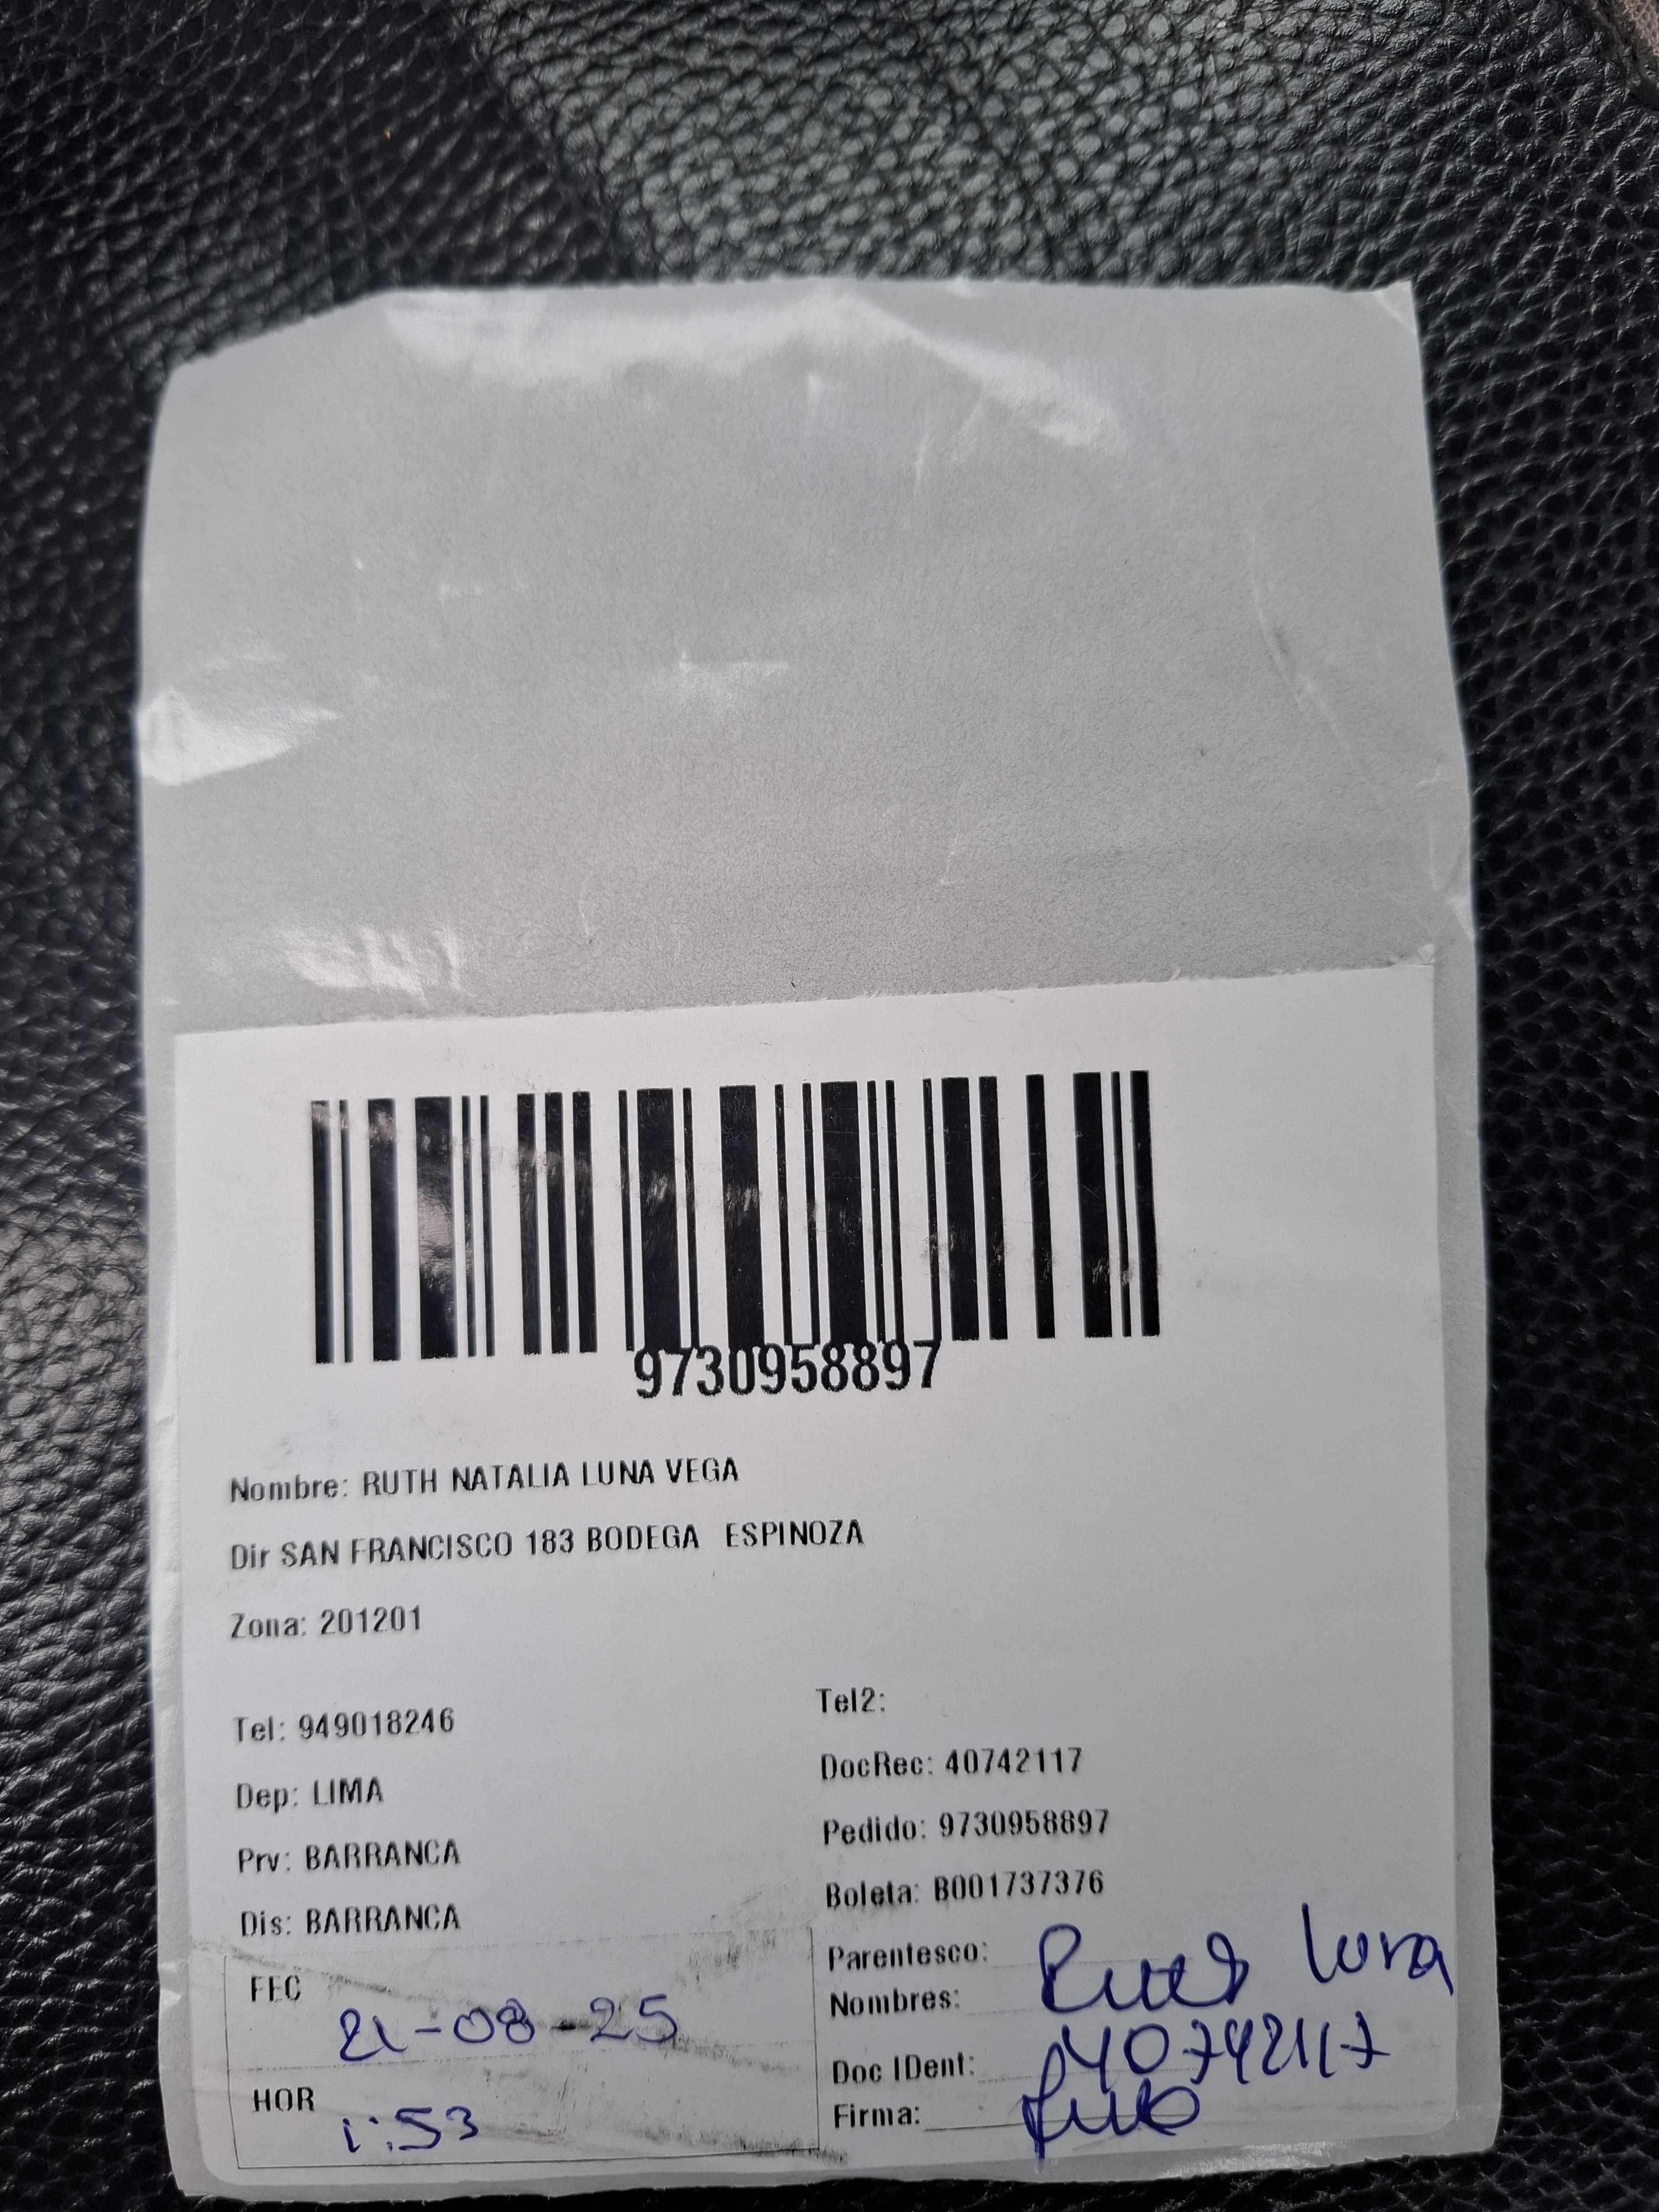 9730958897
Nombre: RUTH NATALIA LUNA VEGA
Dir SAN FRANCISCO 183 BODEGA ESPINOZA
Zona: 201201
Tel: 949018246
Tel2:
Dep: LIMA
DocRec: 40742117
Prv: BARRANCA
Pedido: 9730958897
Dis: BARRANCA
Boleta: B001737376
FEC 21-08-25
HOR 1:53
Parentesco:
Nombres: Ruth Luna
Doc IDent: 40742117
Firma: